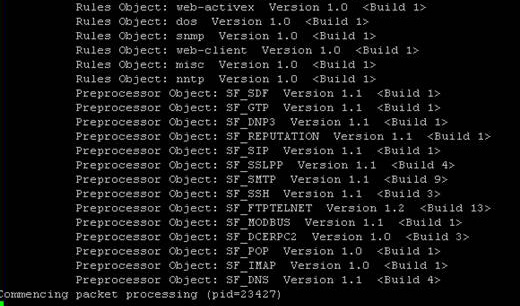 Rules Object: web-activex  Version 1.0  <Build 1>
Rules Object: dos  Version 1.0  <Build 1>
Rules Object: snmp  Version 1.0  <Build 1>
Rules Object: web-client  Version 1.0  <Build 1>
Rules Object: misc  Version 1.0  <Build 1>
Rules Object: nntp  Version 1.0  <Build 1>
Preprocessor Object: SF_SDF  Version 1.1  <Build 1>
Preprocessor Object: SF_GTP  Version 1.1  <Build 1>
Preprocessor Object: SF_DNP3  Version 1.1  <Build 1>
Preprocessor Object: SF_REPUTATION  Version 1.1  <Build 1>
Preprocessor Object: SF_SIP  Version 1.1  <Build 1>
Preprocessor Object: SF_SSLPP  Version 1.1  <Build 4>
Preprocessor Object: SF_SMTP  Version 1.1  <Build 9>
Preprocessor Object: SF_SSH  Version 1.1  <Build 3>
Preprocessor Object: SF_FTPTELNET  Version 1.2  <Build 13>
Preprocessor Object: SF_MODBUS  Version 1.1  <Build 1>
Preprocessor Object: SF_DCERPC2  Version 1.0  <Build 3>
Preprocessor Object: SF_POP  Version 1.0  <Build 1>
Preprocessor Object: SF_IMAP  Version 1.0  <Build 1>
Preprocessor Object: SF_DNS  Version 1.1  <Build 4>
Commencing packet processing (pid=23427)